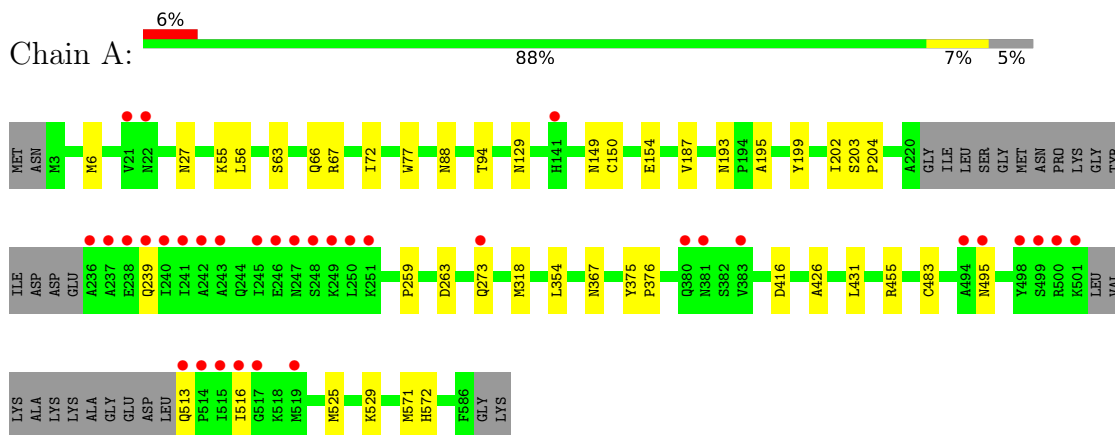 6%
Chain A:
88% 7% 5%
MET ASN M3 M6 V21 N22 N27 K55 L56 S63 Q66 R67 I72 W77 N88 T94 N129 H141 N149 C150 E154 V187 N193 P194 A195 Y199 I202 S203 P204 A220 GLY ILE LEU SER GLY MET ASN PRO LYS GLY TYR
ILE ASP ASP GLU A236 A237 E238 Q239 I240 I241 A242 A243 Q244 I245 E246 N247 S248 K249 L250 K251 P259 D263 Q273 M318 L354 N367 Y375 P376 Q380 N381 S382 V383 D416 A426 L431 R455 C483 A494 N495 Y498 S499 R500 K501 LEU VAL
LYS ALA LYS LYS ALA GLY GLU ASP LEU Q513 P514 I515 I516 G517 K518 M519 M525 K529 M571 H572 F586 GLY LYS